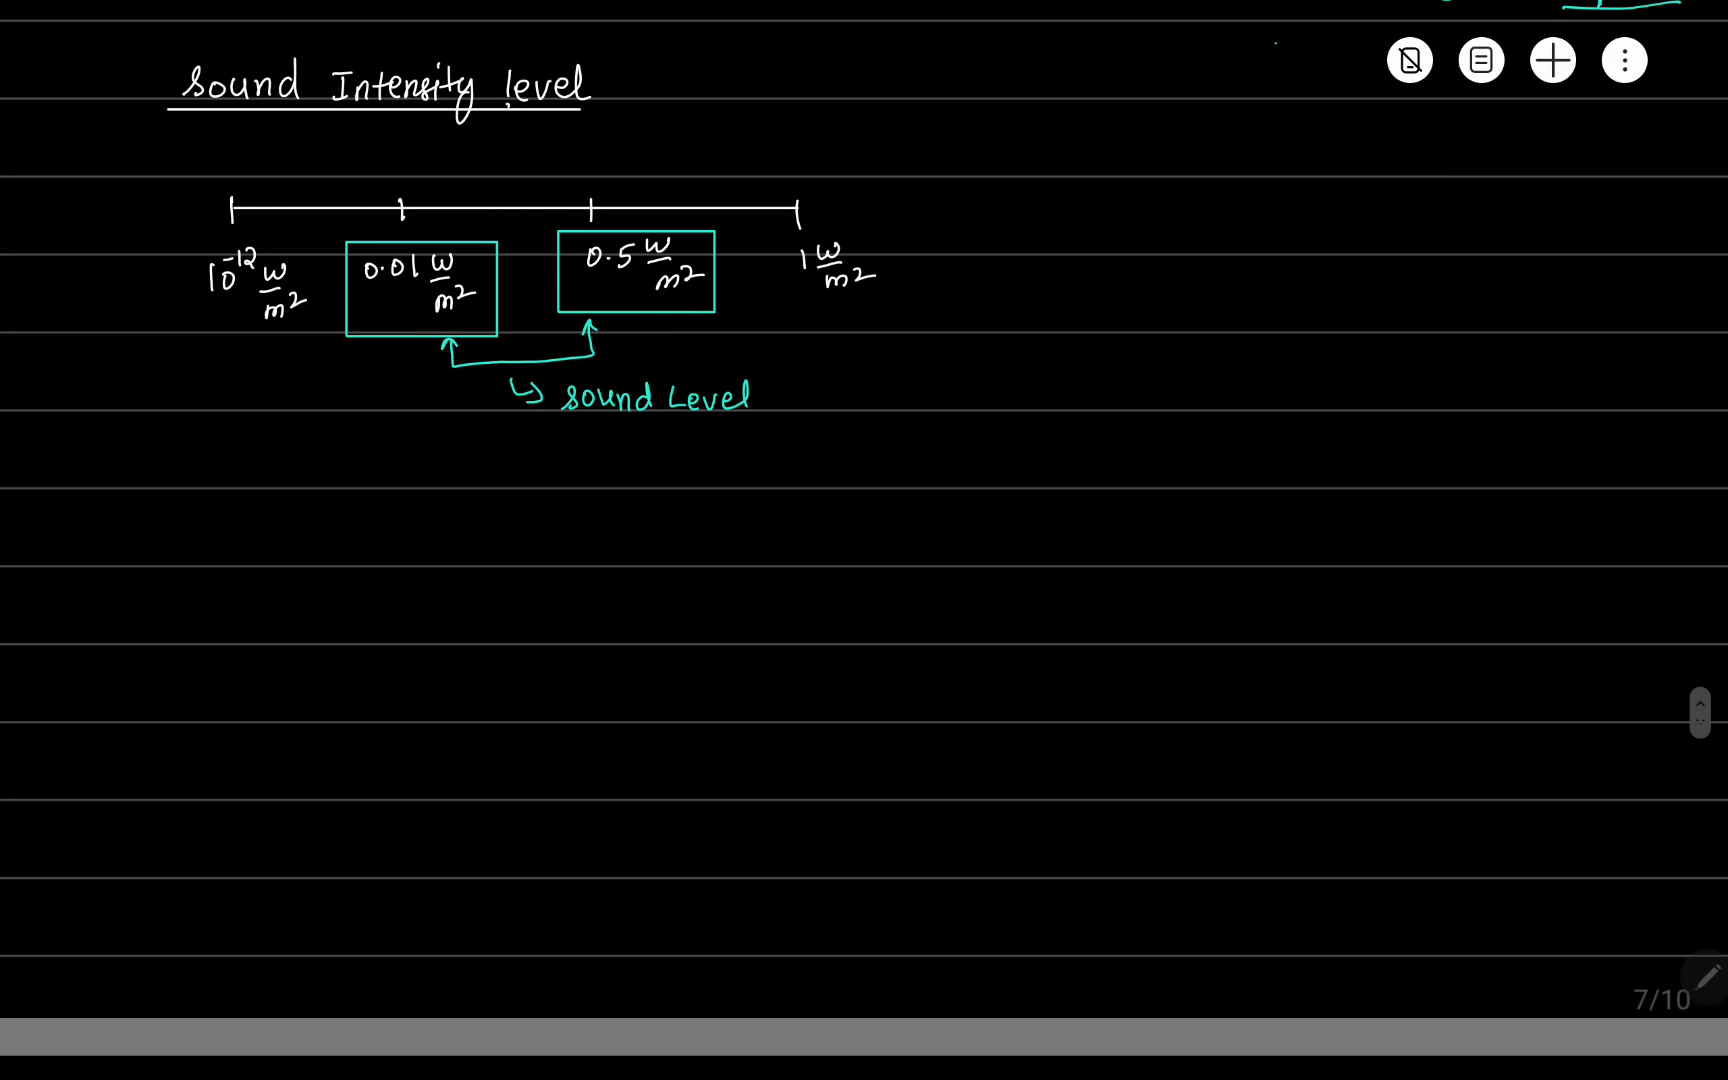 Sound Intensity Level
10⁻¹² W/m² 0.01 W/m² 0.5 W/m² 1 W/m²
↳ Sound Level
7/10